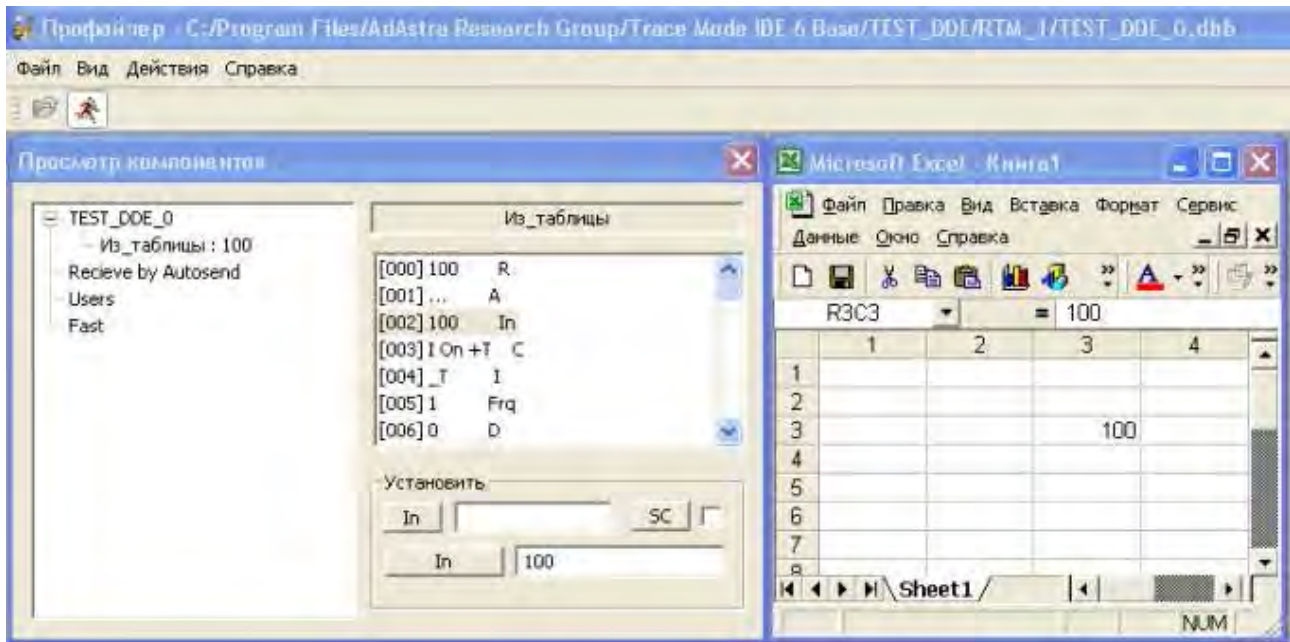 Профайлер - C:/Program Files/AdAstra Research Group/Trace Mode IDE 6 Base/TEST_DDE/RTM_1/TEST_DDE_0.dbb
Файл Вид Действия Справка
Просмотр компонентов
TEST_DDE_0
Из_таблицы : 100
Recieve by Autosend
Users
Fast
Из_таблицы
[000] 100 R
[001] ... A
[002] 100 In
[003] I On +T C
[004] _T I
[005] 1 Frq
[006] 0 D
Установить
In
SC
In 100
Microsoft Excel - Книга1
Файл Правка Вид Вставка Формат Сервис
Данные Окно Справка
R3C3 = 100
1 2 3 4
1
2
3 100
4
5
6
7
8
Sheet1
NUM